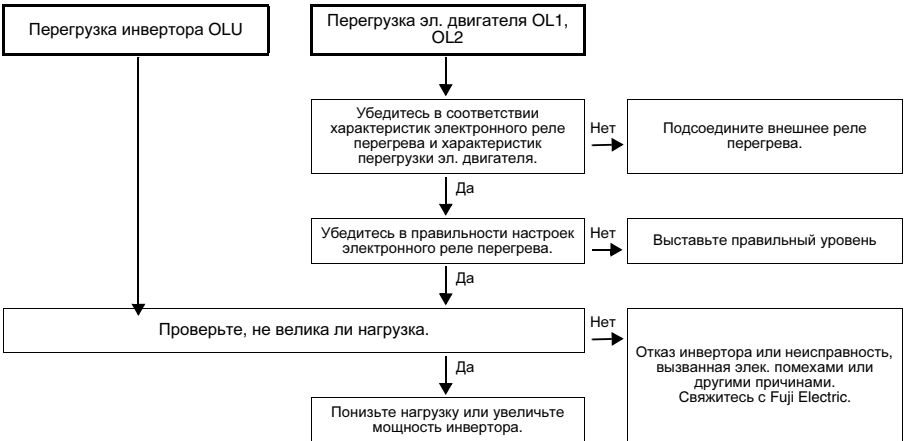 Перегрузка инвертора OLU
Перегрузка эл. двигателя OL1,
OL2
Убедитесь в соответствии
характеристик электронного реле
перегрева и характеристик
перегрузки эл. двигателя.
Нет
Подсоедините внешнее реле
перегрева.
Да
Убедитесь в правильности настроек
электронного реле перегрева.
Нет
Выставьте правильный уровень
Да
Проверьте, не велика ли нагрузка.
Нет
Отказ инвертора или неисправность,
вызванная элек. помехами или
другими причинами.
Свяжитесь с Fuji Electric.
Да
Понизьте нагрузку или увеличьте
мощность инвертора.